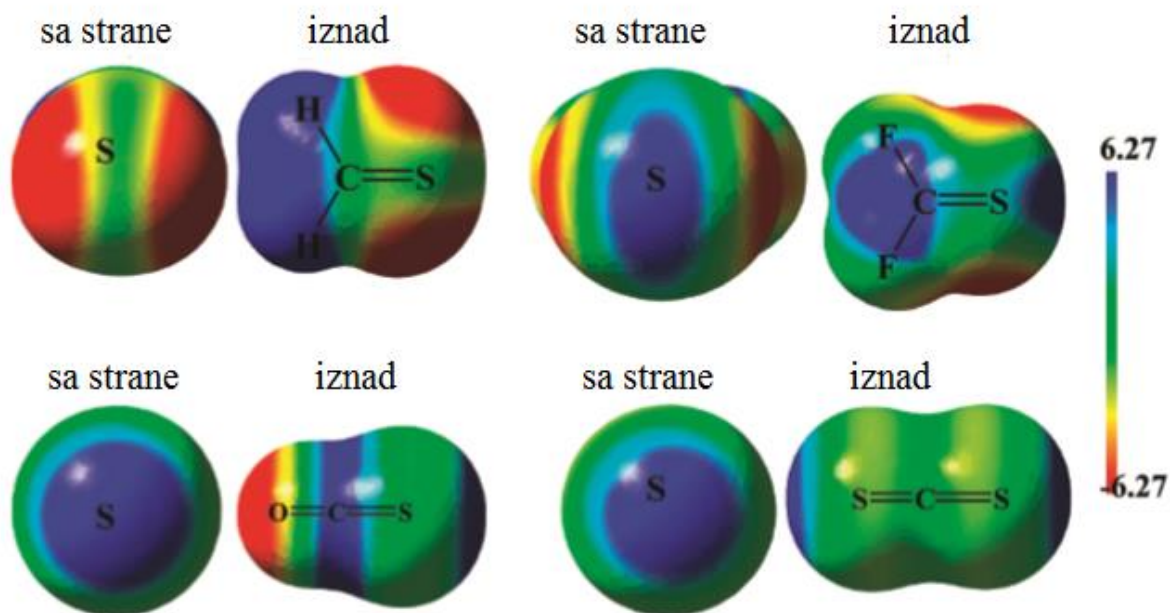 sa strane iznad sa strane iznad
S H C=S H S F C=S F
6.27
-6.27
sa strane iznad sa strane iznad
S O=C=S S S=C=S